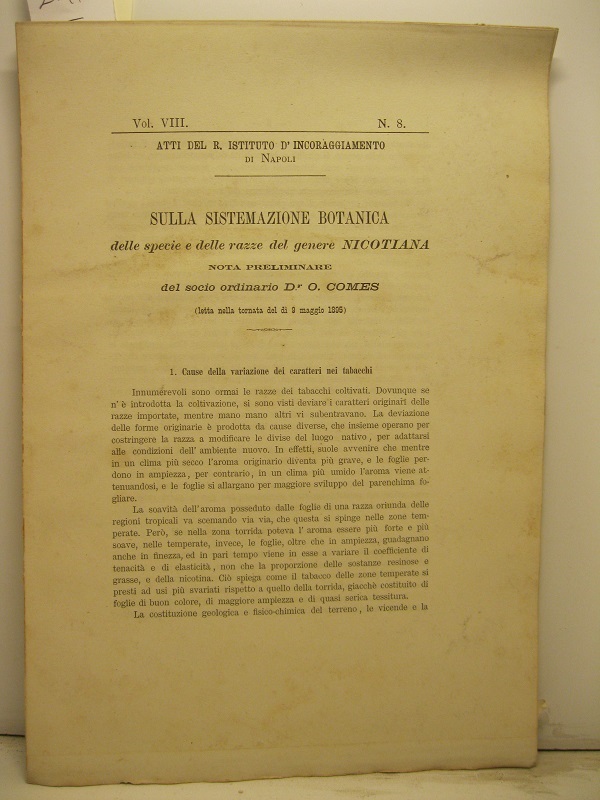 Vol. VIII.
N. 8.
ATTI DEL R. ISTITUTO D' INCORAGGIAMENTO
DI NAPOLI
SULLA SISTEMAZIONE BOTANICA
delle specie e delle razze del genere NICOTIANA
NOTA PRELIMINARE
del socio ordinario D.r O. COMES
(letta nella tornata del dì 9 maggio 1895)
1. Cause della variazione dei caratteri nei tabacchi
Innumerevoli sono ormai le razze dei tabacchi coltivati. Dovunque se
n' è introdotta la coltivazione, si sono visti deviare i caratteri originari delle
razze importate, mentre mano mano altri vi subentravano. La deviazione
delle forme originarie è prodotta da cause diverse, che insieme operano per
costringere la razza a modificare le divise del luogo nativo, per adattarsi
alle condizioni dell' ambiente nuovo. In effetti, suole avvenire che mentre
in un clima più secco l'aroma originario diventa più grave, e le foglie per-
dono in ampiezza, per contrario, in un clima più umido l'aroma viene at-
tenuandosi, e le foglie si allargano per maggiore sviluppo del parenchima fo-
gliare.
La soavità dell'aroma posseduto dalle foglie di una razza oriunda delle
regioni tropicali va scemando via via, che questa si spinge nelle zone tem-
perate. Però, se nella zona torrida poteva l' aroma essere più forte e più
soave, nelle temperate, invece, le foglie, oltre che in ampiezza, guadagnano
anche in finezza, ed in pari tempo viene in esse a variare il coefficiente di
tenacità e di elasticità, non che la proporzione delle sostanze resinose e
grasse, e della nicotina. Ciò spiega come il tabacco delle zone temperate si
presti ad usi più svariati rispetto a quello della torrida, giacchè costituito di
foglie di buon colore, di maggiore ampiezza e di quasi serica tessitura.
La costituzione geologica e fisico-chimica del terreno, le vicende e la